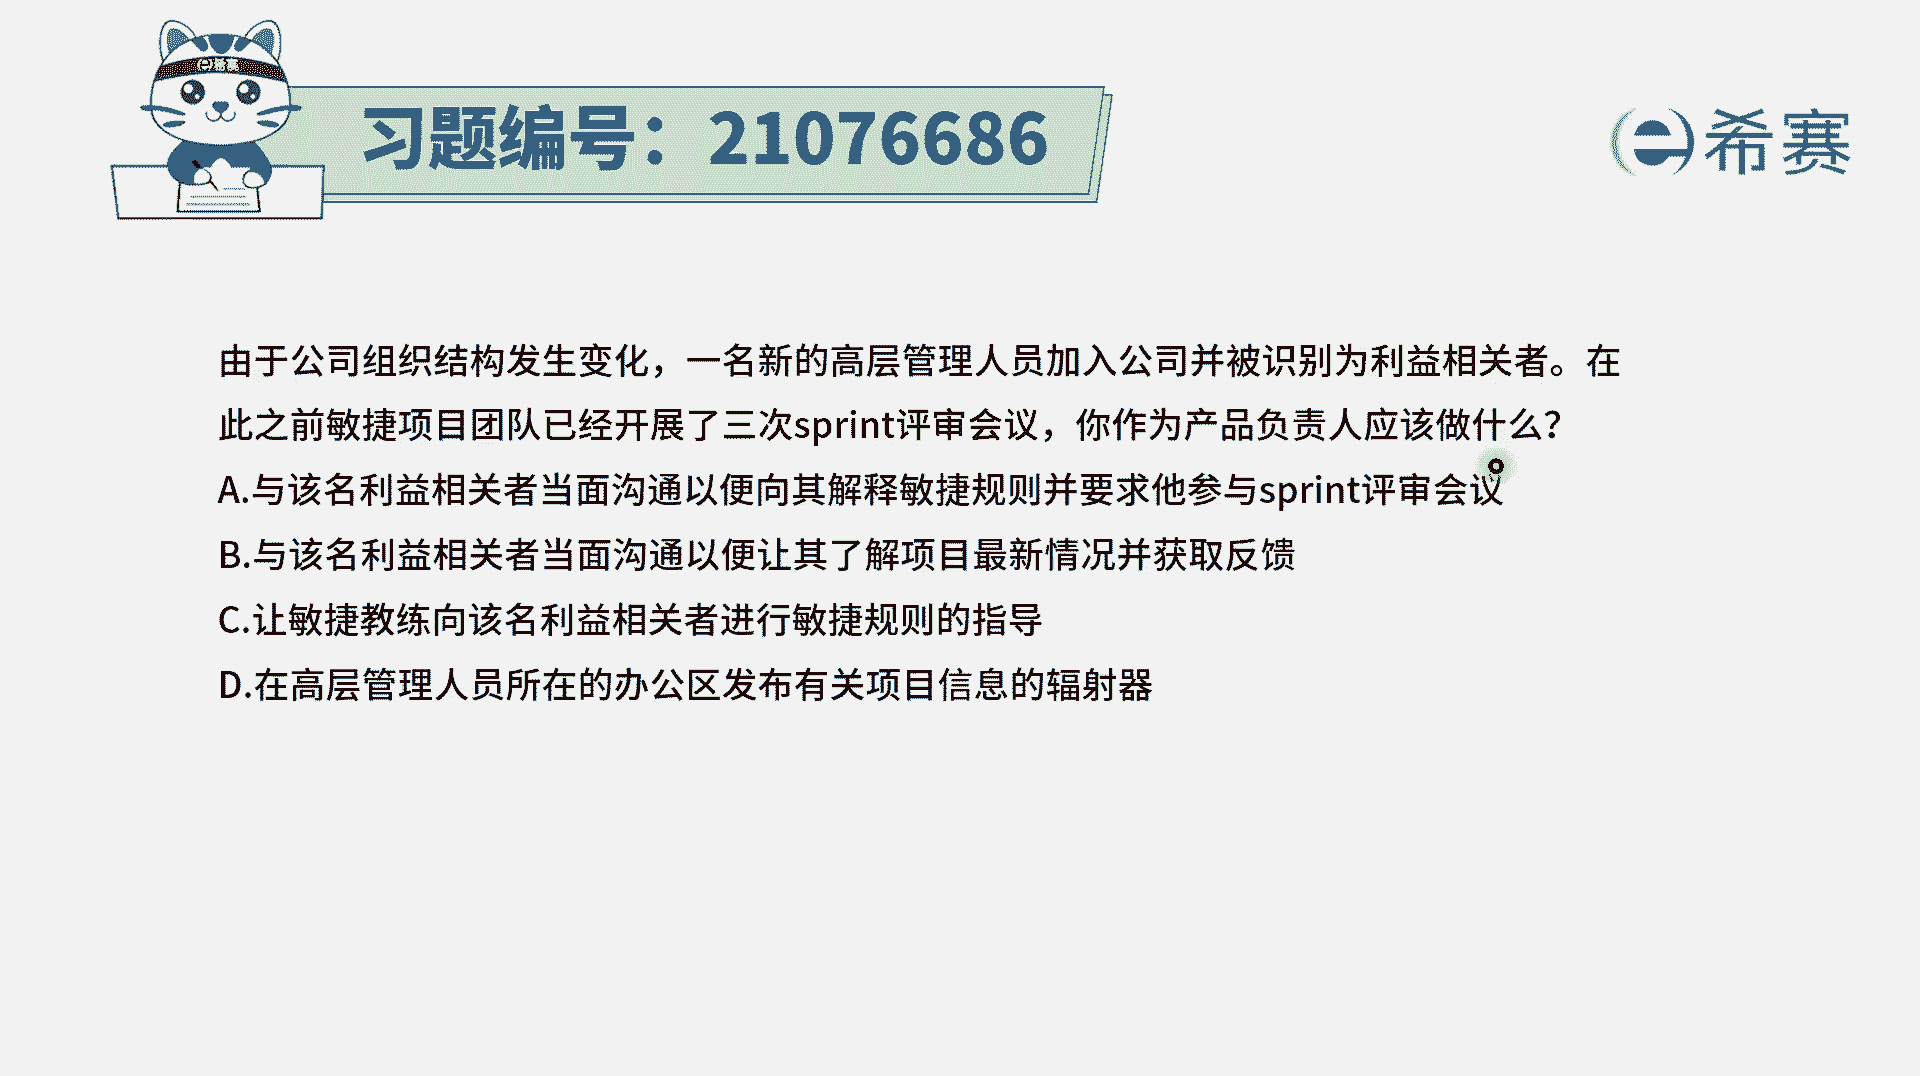 希赛
习题编号：21076686
希赛
由于公司组织结构发生变化，一名新的高层管理人员加入公司并被识别为利益相关者。在
此之前敏捷项目团队已经开展了三次sprint评审会议，你作为产品负责人应该做什么？
A.与该名利益相关者当面沟通以便向其解释敏捷规则并要求他参与sprint评审会议
B.与该名利益相关者当面沟通以便让其了解项目最新情况并获取反馈
C.让敏捷教练向该名利益相关者进行敏捷规则的指导
D.在高层管理人员所在的办公区发布有关项目信息的辐射器